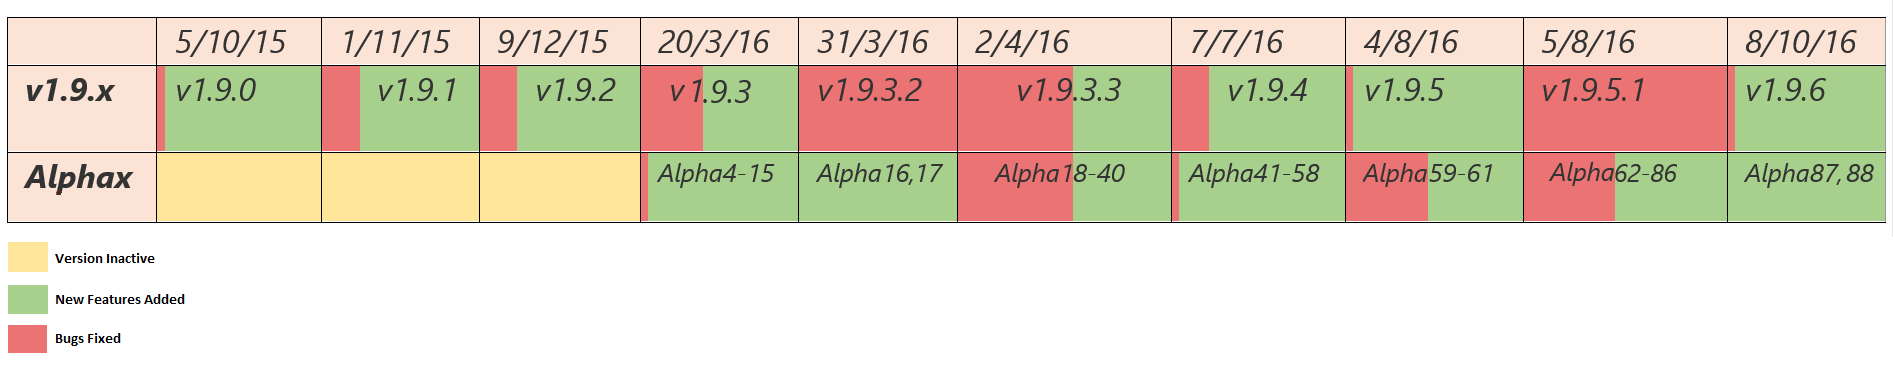 5/10/15 1/11/15 9/12/15 20/3/16 31/3/16 2/4/16 7/7/16 4/8/16 5/8/16 8/10/16
v1.9.x v1.9.0 v1.9.1 v1.9.2 v1.9.3 v1.9.3.2 v1.9.3.3 v1.9.4 v1.9.5 v1.9.5.1 v1.9.6
Alphax Alpha4-15 Alpha16,17 Alpha18-40 Alpha41-58 Alpha59-61 Alpha62-86 Alpha87, 88
Version Inactive
New Features Added
Bugs Fixed